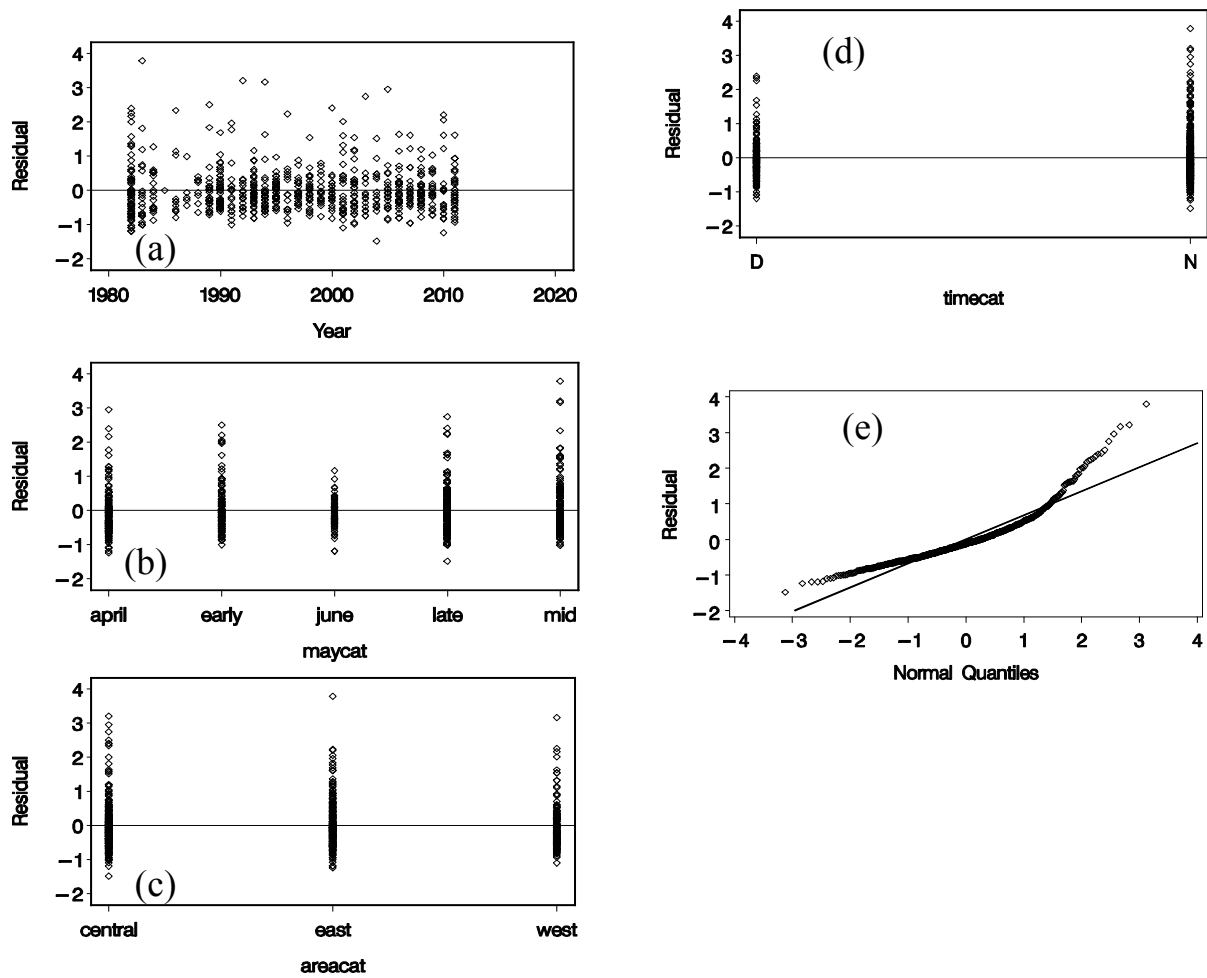 4
3
2
1
0
−1
−2
Residual
(a)
1980 1990 2000 2010 2020
Year
4
3
2
1
0
−1
−2
Residual
(b)
april early june late mid
maycat
4
3
2
1
0
−1
−2
Residual
(c)
central east west
areacat
4
3
2
1
0
−1
−2
Residual
(d)
D N
timecat
4
3
2
1
0
−1
−2
Residual
(e)
−4 −3 −2 −1 0 1 2 3 4
Normal Quantiles